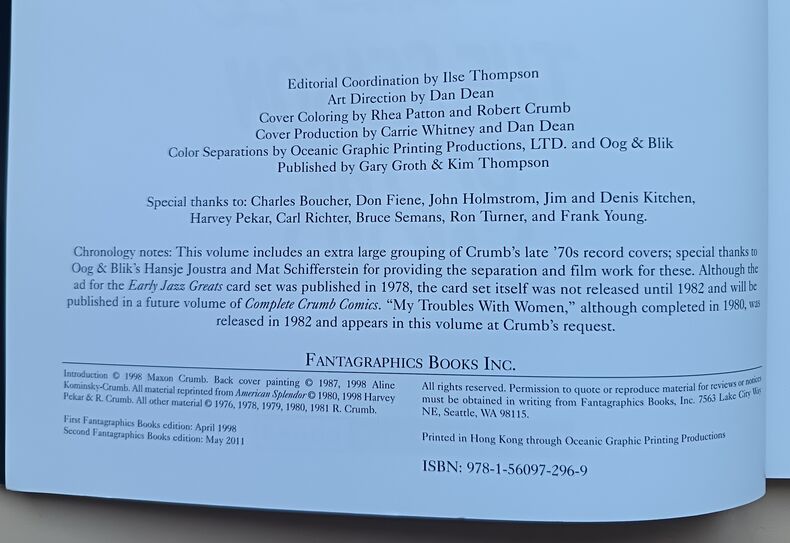 Editorial Coordination by Ilse Thompson
Art Direction by Dan Dean
Cover Coloring by Rhea Patton and Robert Crumb
Cover Production by Carrie Whitney and Dan Dean
Color Separations by Oceanic Graphic Printing Productions, LTD. and Oog & Blik
Published by Gary Groth & Kim Thompson
Special thanks to: Charles Boucher, Don Fiene, John Holmstrom, Jim and Denis Kitchen,
Harvey Pekar, Carl Richter, Bruce Semans, Ron Turner, and Frank Young.
Chronology notes: This volume includes an extra large grouping of Crumb's late '70s record covers; special thanks to
Oog & Blik's Hansje Joustra and Mat Schifferstein for providing the separation and film work for these. Although the
ad for the Early Jazz Greats card set was published in 1978, the card set itself was not released until 1982 and will be
published in a future volume of Complete Crumb Comics. “My Troubles With Women,” although completed in 1980, was
released in 1982 and appears in this volume at Crumb's request.
FANTAGRAPHICS BOOKS INC.
Introduction © 1998 Maxon Crumb. Back cover painting © 1987, 1998 Aline
Kominsky-Crumb. All material reprinted from American Splendor © 1980, 1998 Harvey
Pekar & R. Crumb. All other material © 1976, 1978, 1979, 1980, 1981 R. Crumb.
First Fantagraphics Books edition: April 1998
Second Fantagraphics Books edition: May 2011
All rights reserved. Permission to quote or reproduce material for reviews or notices
must be obtained in writing from Fantagraphics Books, Inc. 7563 Lake City Way
NE, Seattle, WA 98115.
Printed in Hong Kong through Oceanic Graphic Printing Productions
ISBN: 978-1-56097-296-9